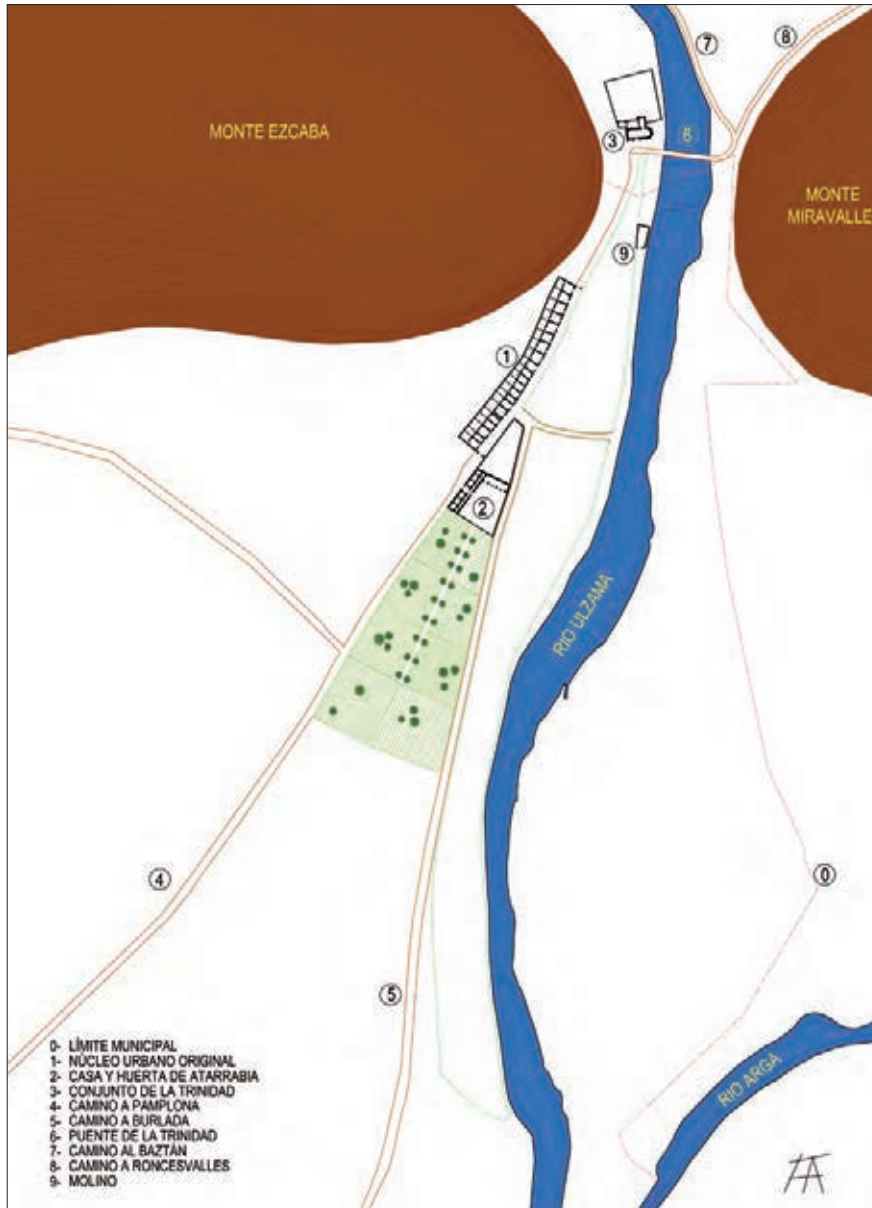 7
8
MONTE EZCABA
3
6
MONTE
MIRAVALLE
9
1
2
RIO ULZAMA
4
0
5
RIO ARGA
0- LÍMITE MUNICIPAL
1- NÚCLEO URBANO ORIGINAL
2- CASA Y HUERTA DE ATARRABIA
3- CONJUNTO DE LA TRINIDAD
4- CAMINO A PAMPLONA
5- CAMINO A BURLADA
6- PUENTE DE LA TRINIDAD
7- CAMINO AL BAZTÁN
8- CAMINO A RONCESVALLES
9- MOLINO